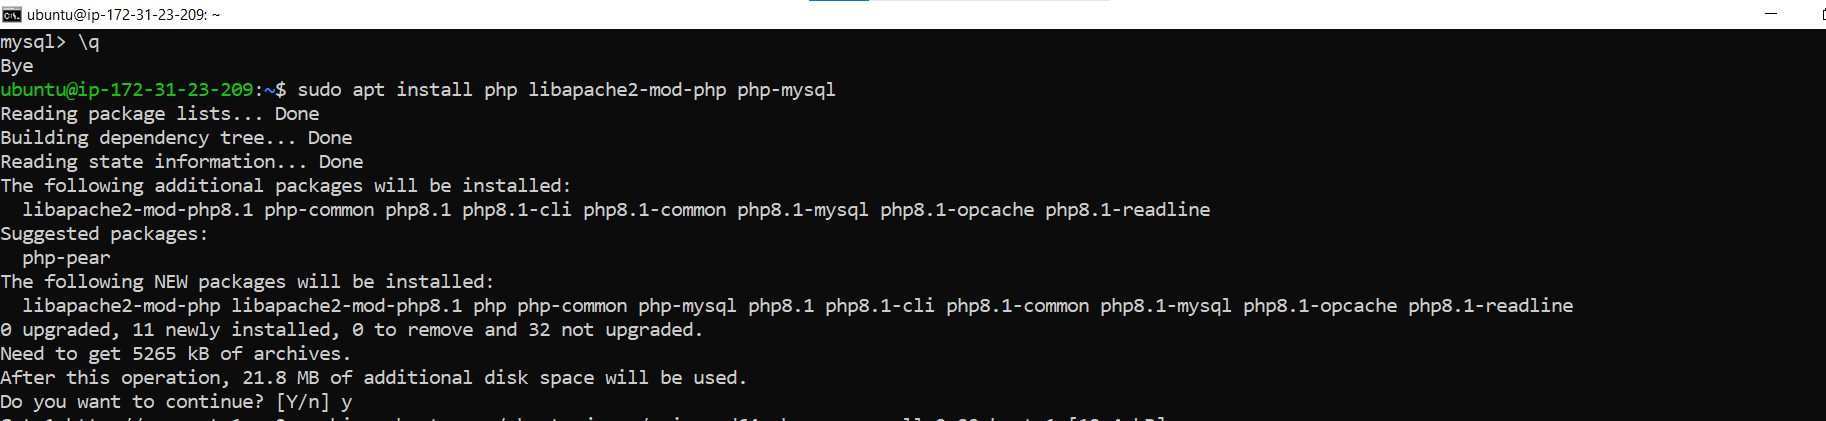 ubuntu@ip-172-31-23-209: ~
mysql> \q
Bye
ubuntu@ip-172-31-23-209:~$ sudo apt install php libapache2-mod-php php-mysql
Reading package lists... Done
Building dependency tree... Done
Reading state information... Done
The following additional packages will be installed:
  libapache2-mod-php8.1 php-common php8.1 php8.1-cli php8.1-common php8.1-mysql php8.1-opcache php8.1-readline
Suggested packages:
  php-pear
The following NEW packages will be installed:
  libapache2-mod-php libapache2-mod-php8.1 php php-common php-mysql php8.1 php8.1-cli php8.1-common php8.1-mysql php8.1-opcache php8.1-readline
0 upgraded, 11 newly installed, 0 to remove and 32 not upgraded.
Need to get 5265 kB of archives.
After this operation, 21.8 MB of additional disk space will be used.
Do you want to continue? [Y/n] y